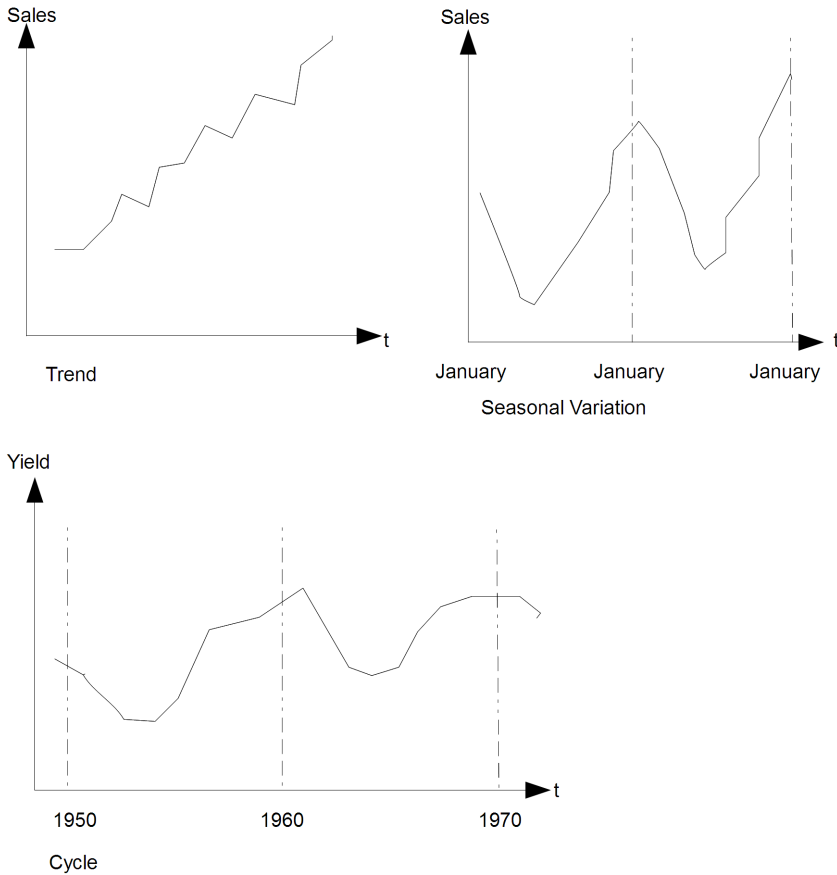 Sales
t
Trend
Sales
t
January January January
Seasonal Variation
Yield
t
1950 1960 1970
Cycle